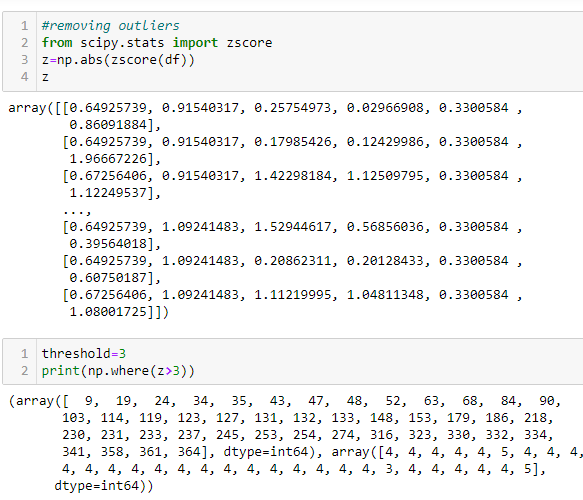 1 #removing outliers
2 from scipy.stats import zscore
3 z=np.abs(zscore(df))
4 z
array([[0.64925739, 0.91540317, 0.25754973, 0.02966908, 0.3300584 ,
0.86091884],
[0.64925739, 0.91540317, 0.17985426, 0.12429986, 0.3300584 ,
1.96667226],
[0.67256406, 0.91540317, 1.42298184, 1.12509795, 0.3300584 ,
1.12249537],
...,
[0.64925739, 1.09241483, 1.52944617, 0.56856036, 0.3300584 ,
0.39564018],
[0.64925739, 1.09241483, 0.20862311, 0.20128433, 0.3300584 ,
0.60750187],
[0.67256406, 1.09241483, 1.11219995, 1.04811348, 0.3300584 ,
1.08001725]])
1 threshold=3
2 print(np.where(z>3))
(array([ 9, 19, 24, 34, 35, 43, 47, 48, 52, 63, 68, 84, 90,
103, 114, 119, 123, 127, 131, 132, 133, 148, 153, 179, 186, 218,
230, 231, 233, 237, 245, 253, 254, 274, 316, 323, 330, 332, 334,
341, 358, 361, 364], dtype=int64), array([4, 4, 4, 4, 4, 5, 4, 4, 4,
4, 4, 4, 4, 4, 4, 4, 4, 4, 4, 4, 4, 4, 4, 3, 4, 4, 4, 4, 4, 5],
dtype=int64))